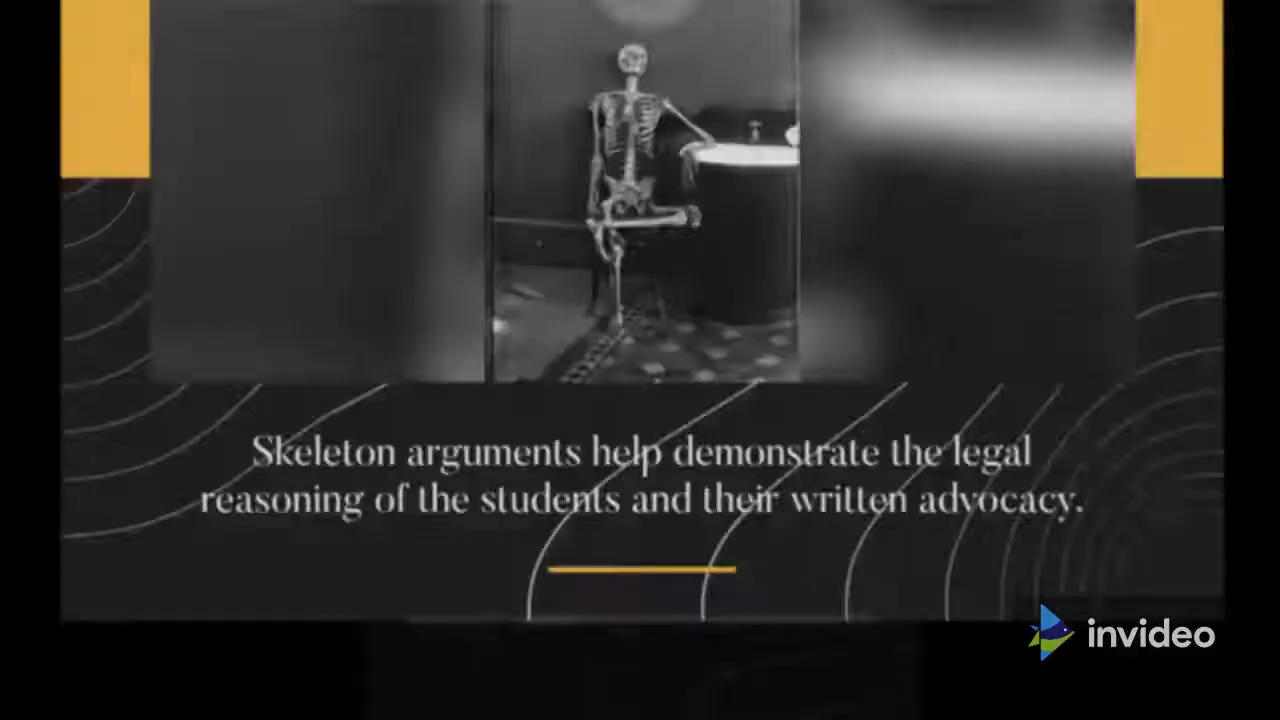 Skeleton arguments help demonstrate the legal
reasoning of the students and their written advocacy.
invideo